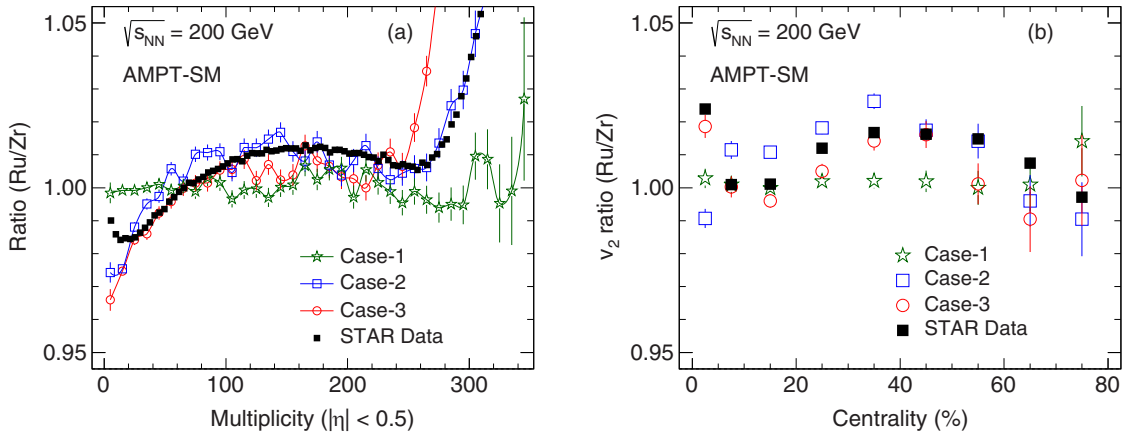 √s_NN = 200 GeV (a)
AMPT-SM
Case-1
Case-2
Case-3
STAR Data
Ratio (Ru/Zr)
1.05
1.00
0.95
0 100 200 300
Multiplicity (|η| < 0.5)
√s_NN = 200 GeV (b)
AMPT-SM
Case-1
Case-2
Case-3
STAR Data
v₂ ratio (Ru/Zr)
1.05
1.00
0.95
0 20 40 60 80
Centrality (%)